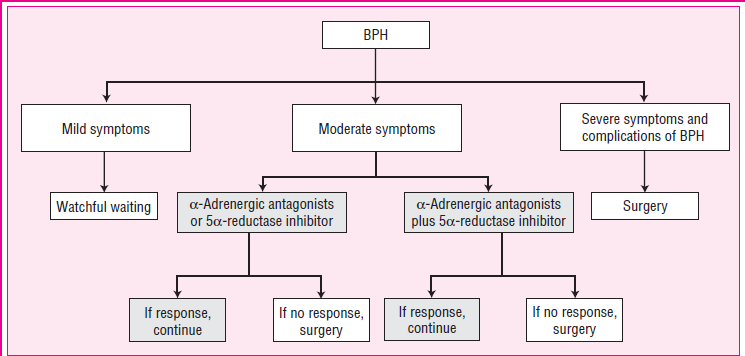 BPH
Mild symptoms
Moderate symptoms
Severe symptoms and
complications of BPH
Watchful waiting
α-Adrenergic antagonists
or 5α-reductase inhibitor
α-Adrenergic antagonists
plus 5α-reductase inhibitor
Surgery
If response,
continue
If no response,
surgery
If response,
continue
If no response,
surgery